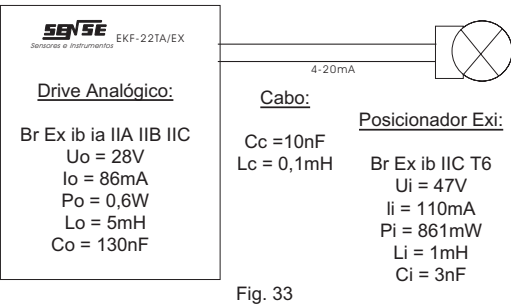 SENSE
Sensores e Instrumentos
EKF-22TA/EX
Drive Analógico:
Br Ex ib ia IIA IIB IIC
Uo = 28V
Io = 86mA
Po = 0,6W
Lo = 5mH
Co = 130nF
4-20mA
Cabo:
Cc =10nF
Lc = 0,1mH
Posicionador Exi:
Br Ex ib IIC T6
Ui = 47V
Ii = 110mA
Pi = 861mW
Li = 1mH
Ci = 3nF
Fig. 33